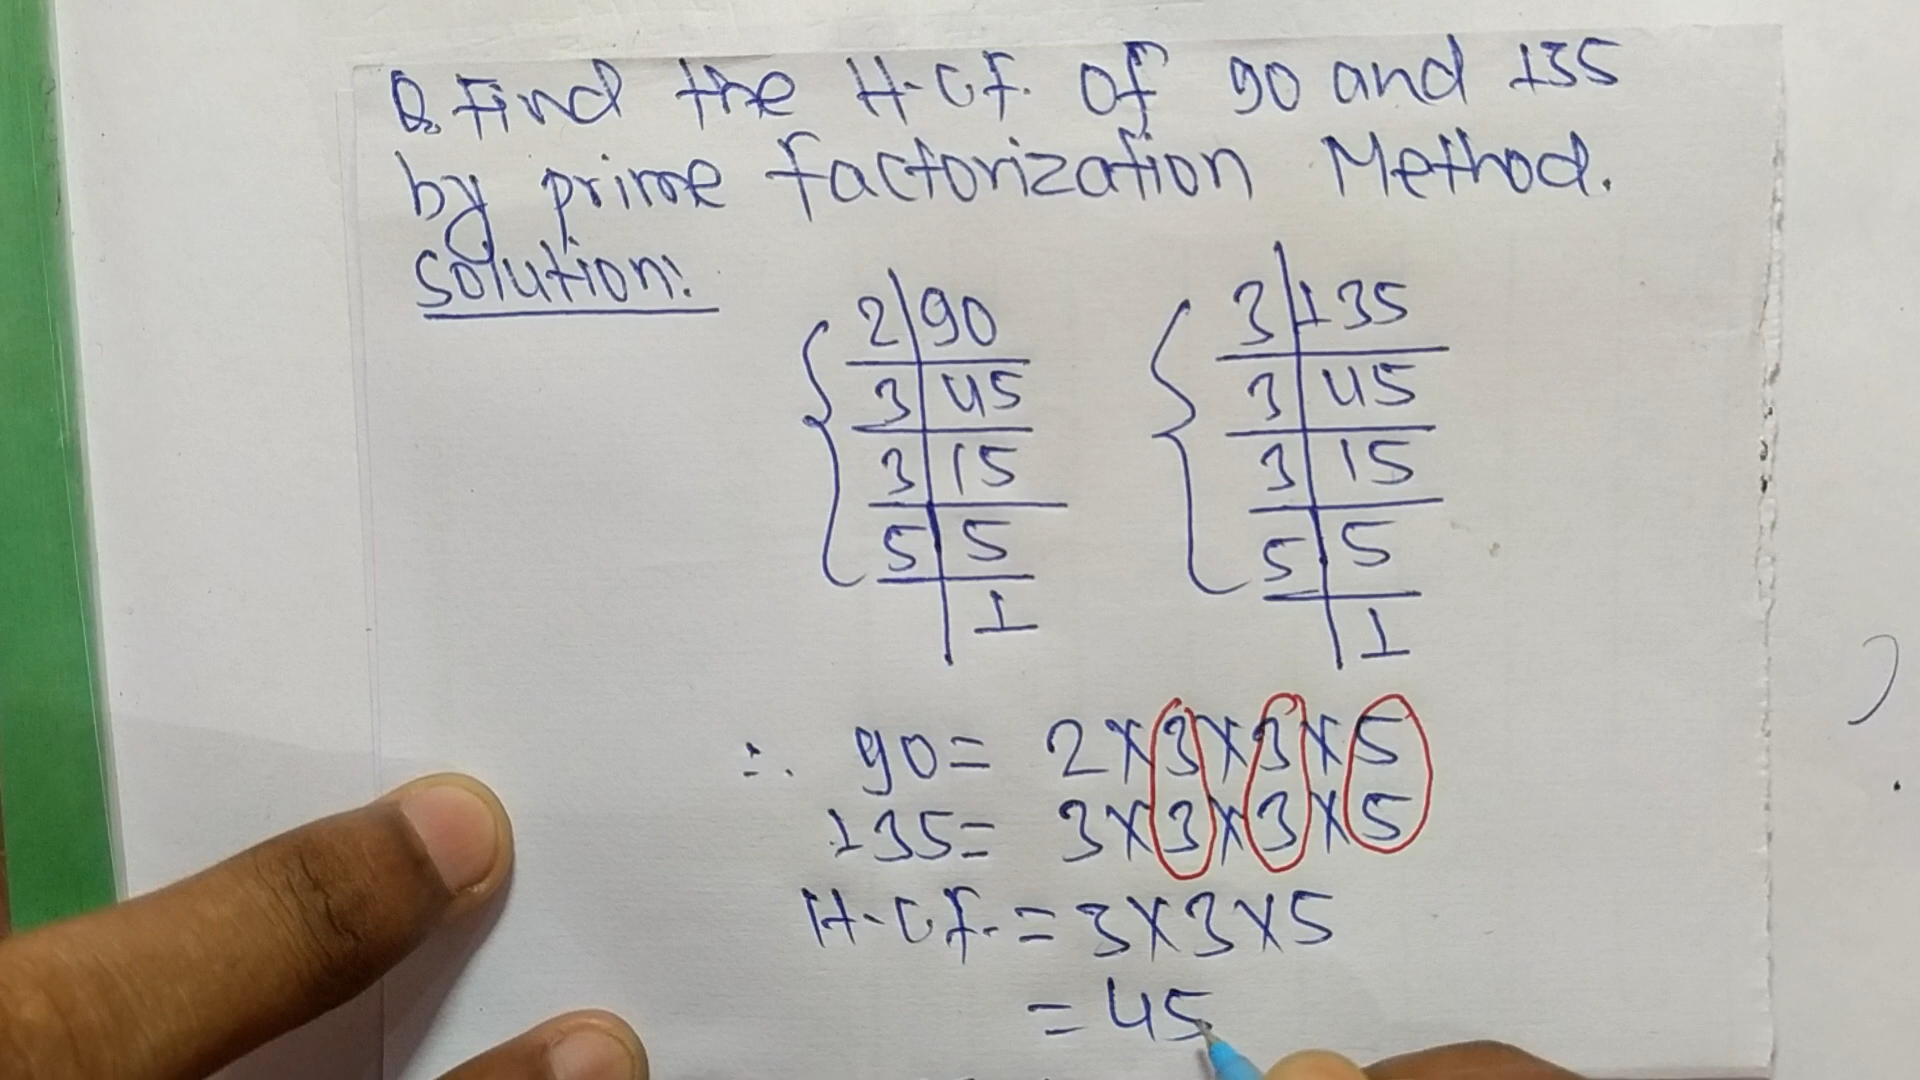 Q. Find the H.C.F. of 90 and 135
by prime factorization Method.
Solution:
2|90
3|45
3|15
5|5
1
3|135
3|45
3|15
5|5
1
∴ 90 = 2×3×3×5
135 = 3×3×3×5
H.C.F. = 3×3×5
= 45